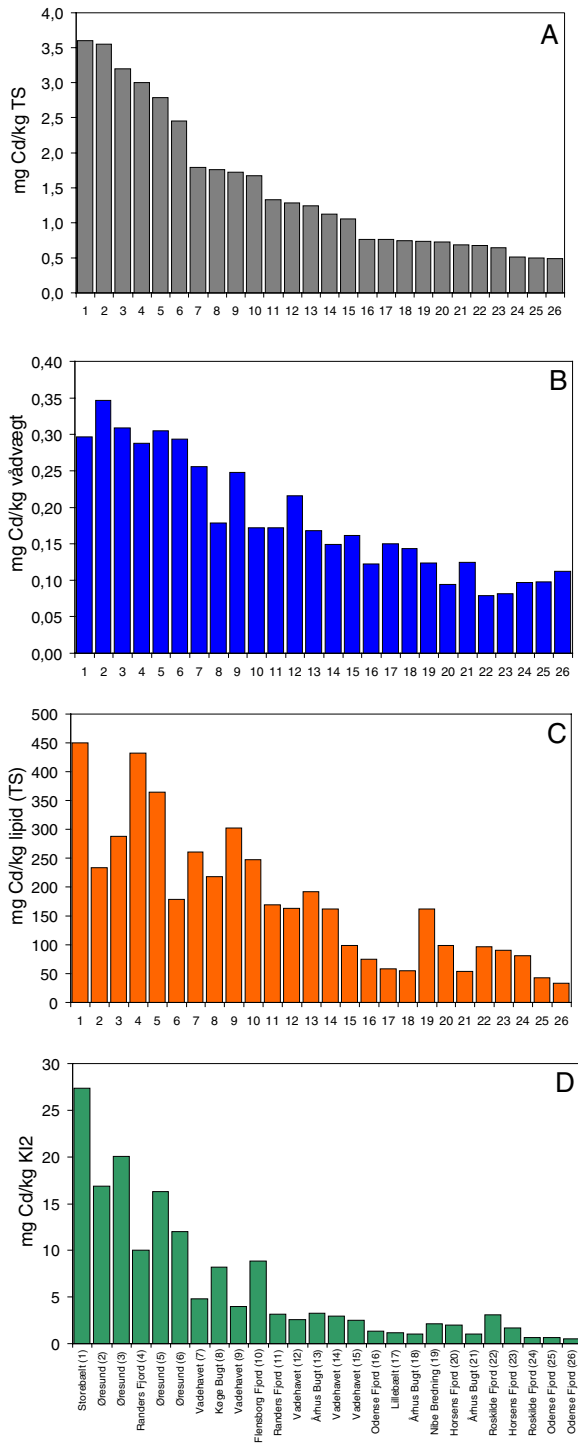 A
mg Cd/kg TS
4,0
3,5
3,0
2,5
2,0
1,5
1,0
0,5
0,0
1 2 3 4 5 6 7 8 9 10 11 12 13 14 15 16 17 18 19 20 21 22 23 24 25 26
B
mg Cd/kg vådvægt
0,40
0,35
0,30
0,25
0,20
0,15
0,10
0,05
0,00
1 2 3 4 5 6 7 8 9 10 11 12 13 14 15 16 17 18 19 20 21 22 23 24 25 26
C
mg Cd/kg lipid (TS)
500
450
400
350
300
250
200
150
100
50
0
1 2 3 4 5 6 7 8 9 10 11 12 13 14 15 16 17 18 19 20 21 22 23 24 25 26
D
mg Cd/kg KI2
30
25
20
15
10
5
0
Storebælt (1)
Øresund (2)
Øresund (3)
Randers Fjord (4)
Øresund (5)
Øresund (6)
Vadehavet (7)
Køge Bugt (8)
Vadehavet (9)
Flensborg Fjord (10)
Randers Fjord (11)
Vadehavet (12)
Århus Bugt (13)
Vadehavet (14)
Vadehavet (15)
Odense Fjord (16)
Lillebælt (17)
Århus Bugt (18)
Nibe Bredning (19)
Horsens Fjord (20)
Århus Bugt (21)
Roskilde Fjord (22)
Horsens Fjord (23)
Roskilde Fjord (24)
Odense Fjord (25)
Odense Fjord (26)